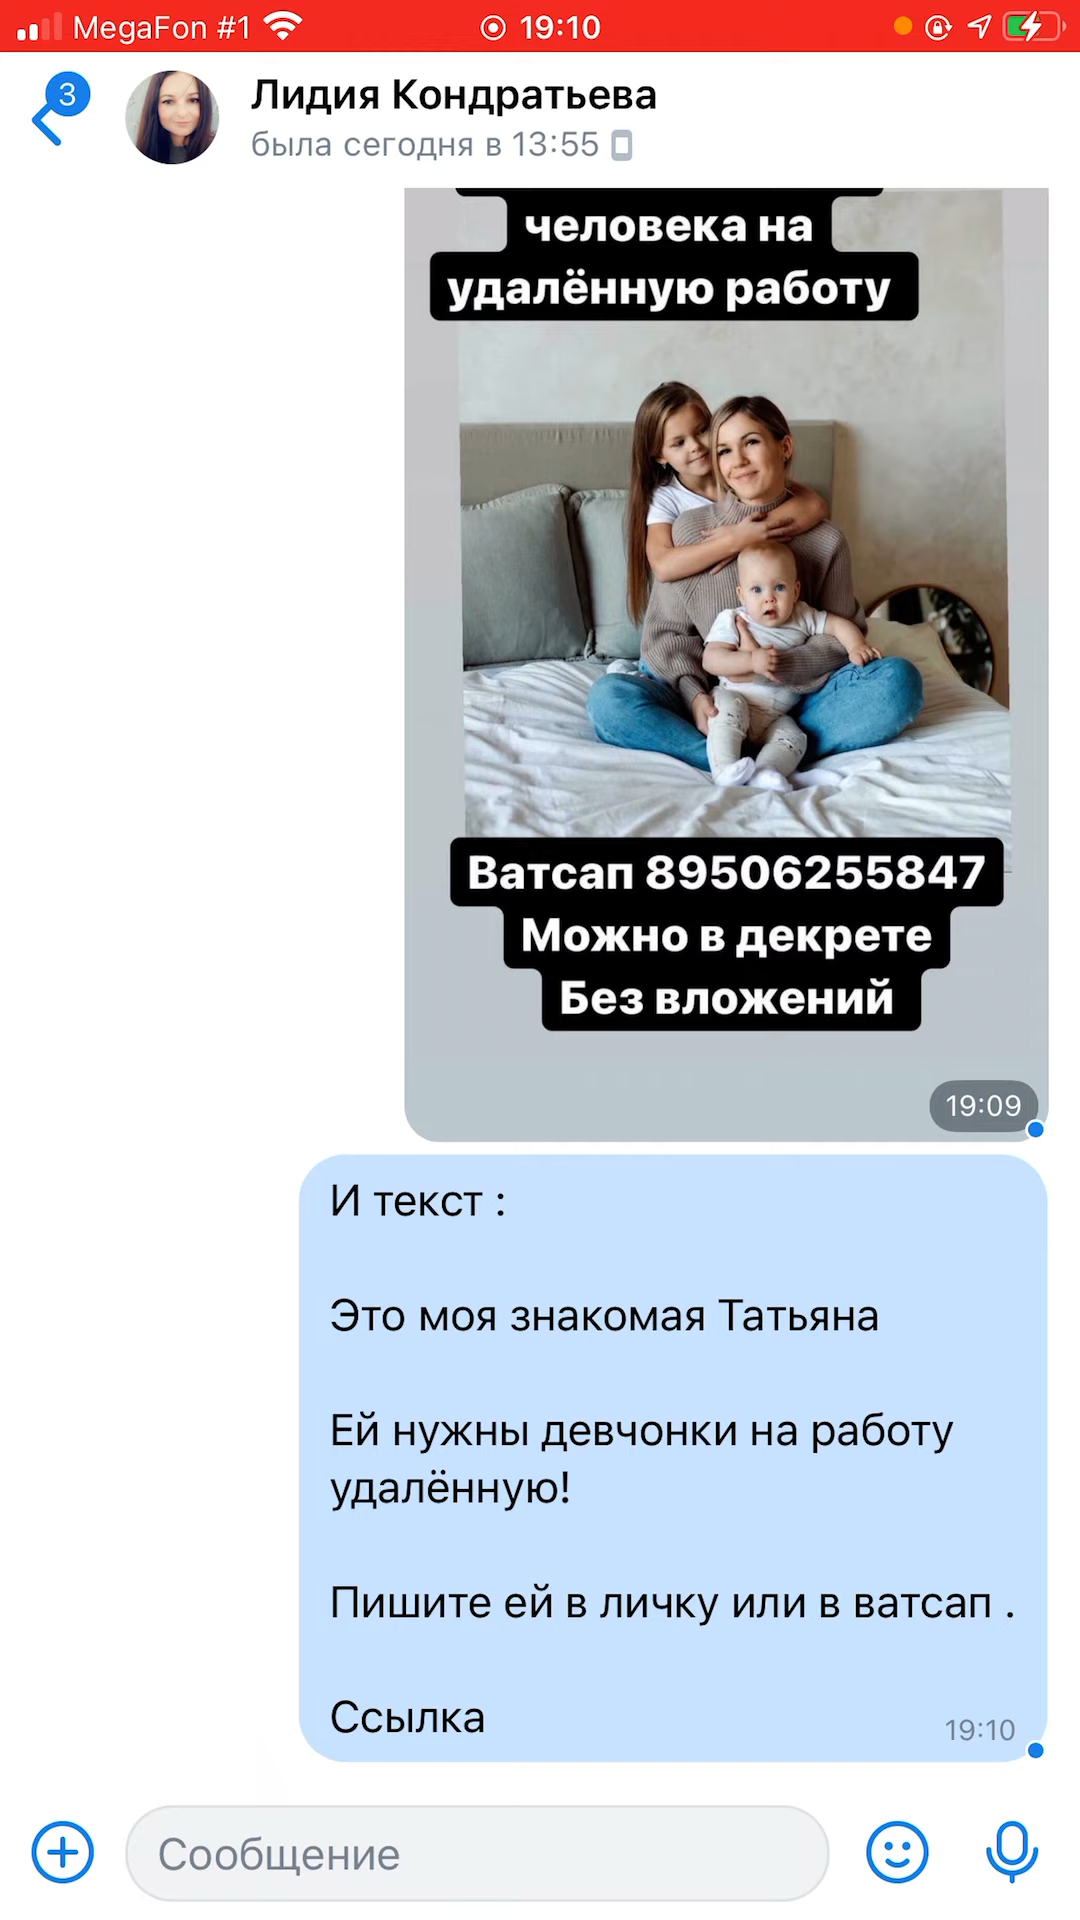 MegaFon #1
19:10
3
Лидия Кондратьева
была сегодня в 13:55
человека на
удалённую работу
Ватсап 89506255847
Можно в декрете
Без вложений
19:09
И текст :
Это моя знакомая Татьяна
Ей нужны девчонки на работу
удалённую!
Пишите ей в личку или в ватсап .
Ссылка
19:10
Сообщение